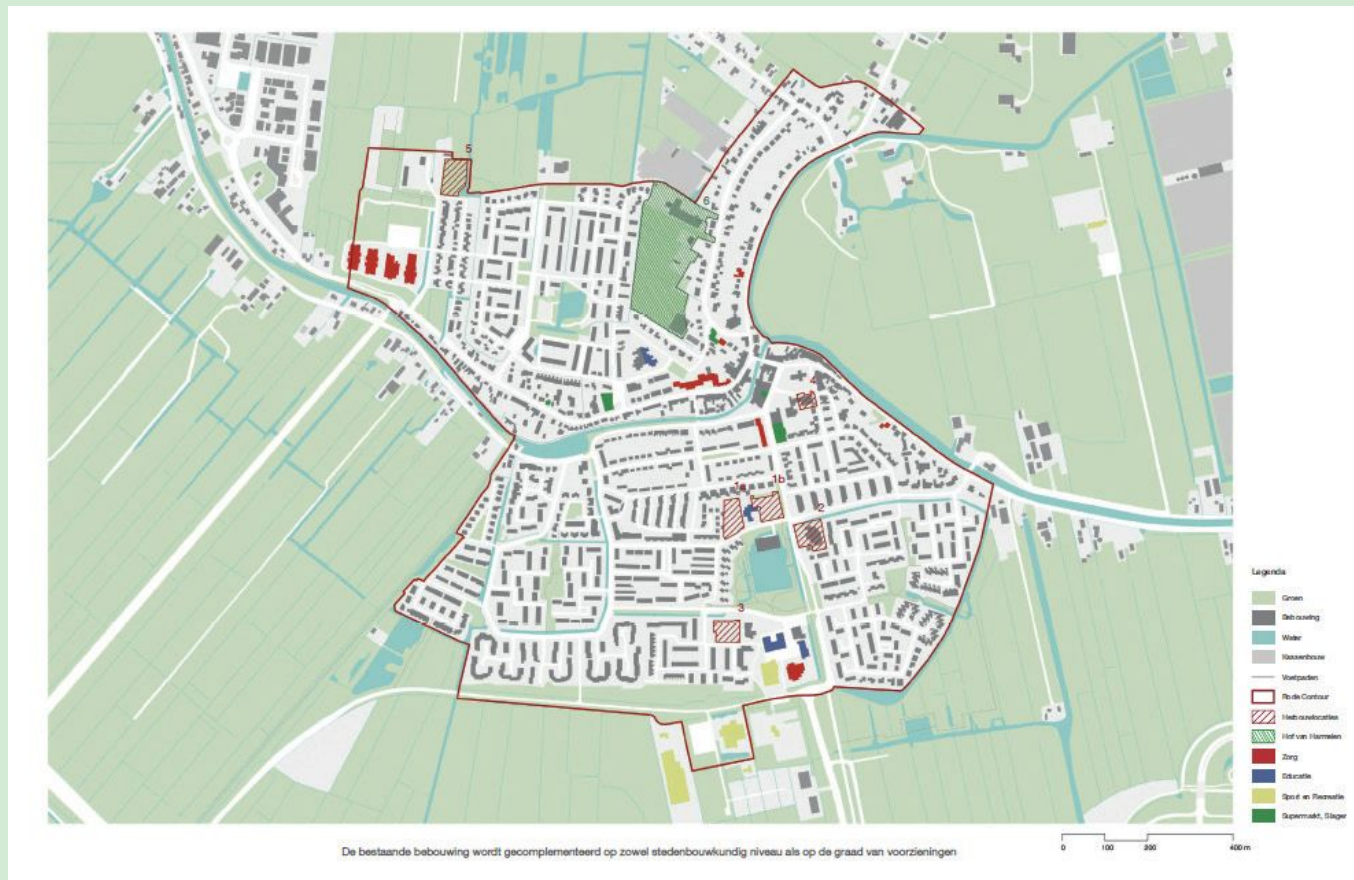 5
6
4
1a
1b
2
3
Legenda
Groen
Bebouwing
Water
Kassenbouw
Voetpaden
Rode Contour
Herbouwlocaties
Hof van Harmelen
Zorg
Educatie
Sport en Recreatie
Supermarkt, Slager
0 100 200 400 m
De bestaande bebouwing wordt gecomplementeerd op zowel stedenbouwkundig niveau als op de graad van voorzieningen